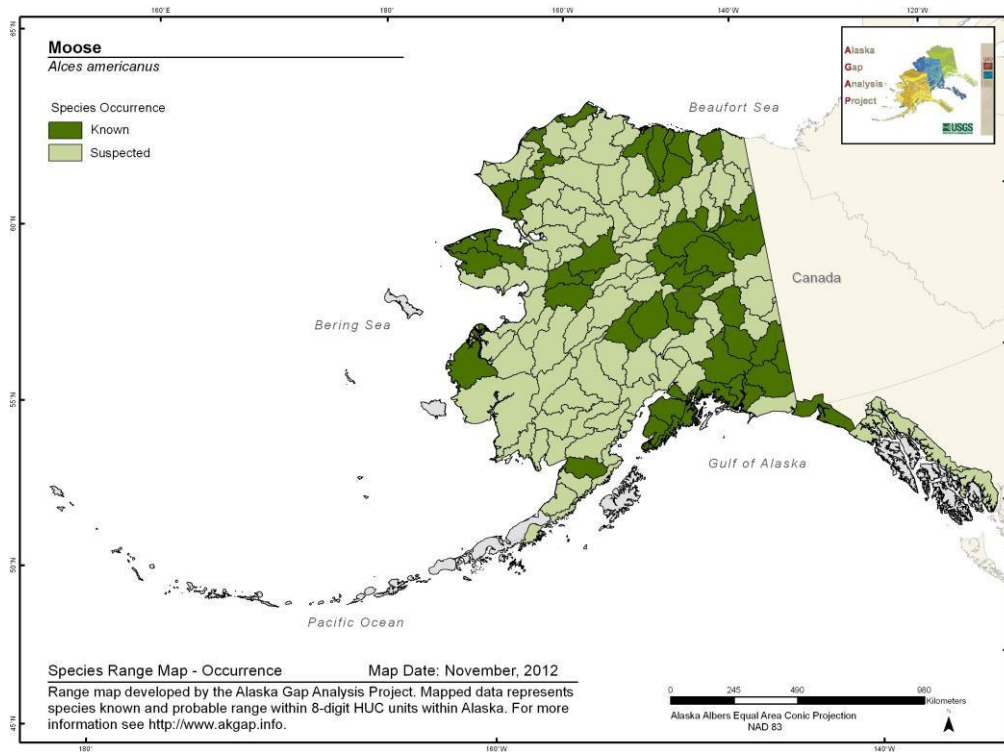 160°E
180°
160°W
140°W
120°W
65°N
60°N
55°N
50°N
45°N
Moose
Alces americanus
Species Occurrence
Known
Suspected
Alaska
Gap
Analysis
Project
USGS
Beaufort Sea
Canada
Bering Sea
Gulf of Alaska
Pacific Ocean
Species Range Map - Occurrence Map Date: November, 2012
Range map developed by the Alaska Gap Analysis Project. Mapped data represents
species known and probable range within 8-digit HUC units within Alaska. For more
information see http://www.akgap.info.
0 245 490 980
Kilometers
Alaska Albers Equal Area Conic Projection
NAD 83
N
180°
160°W
140°W